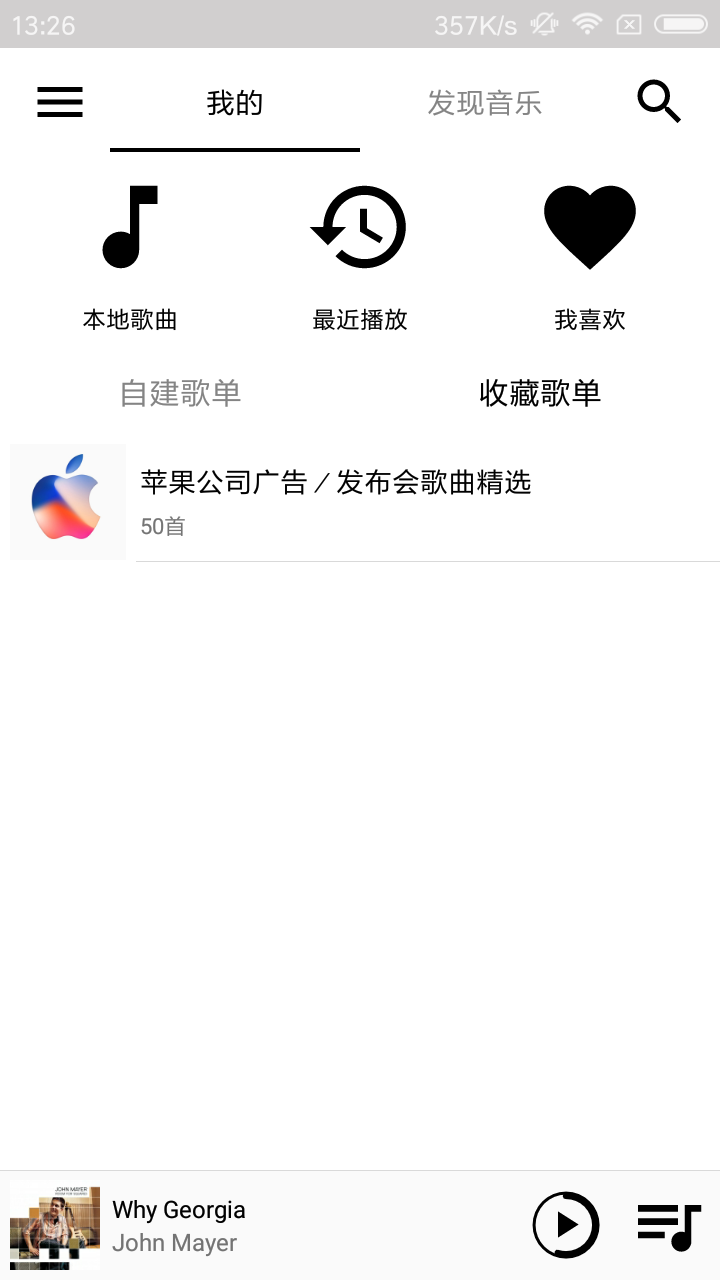 13:26 357K/s
我的 发现音乐
本地歌曲 最近播放 我喜欢
自建歌单 收藏歌单
苹果公司广告／发布会歌曲精选
50首
JOHN MAYER
Why Georgia
John Mayer